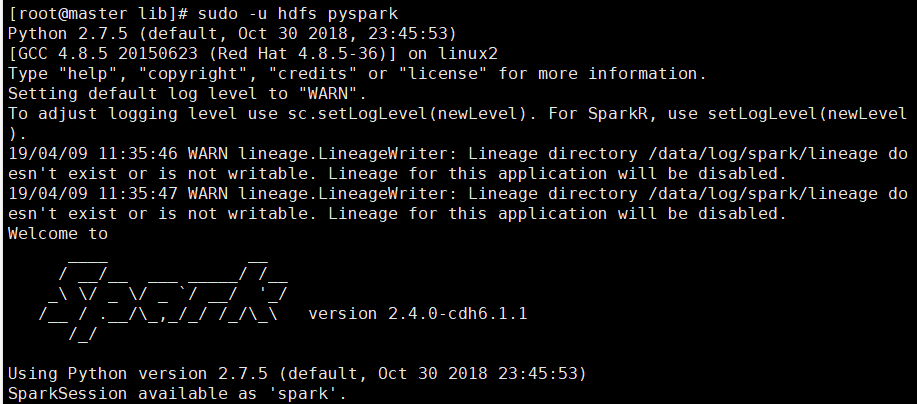 [root@master lib]# sudo -u hdfs pyspark
Python 2.7.5 (default, Oct 30 2018, 23:45:53)
[GCC 4.8.5 20150623 (Red Hat 4.8.5-36)] on linux2
Type "help", "copyright", "credits" or "license" for more information.
Setting default log level to "WARN".
To adjust logging level use sc.setLogLevel(newLevel). For SparkR, use setLogLevel(newLevel
).
19/04/09 11:35:46 WARN lineage.LineageWriter: Lineage directory /data/log/spark/lineage do
esn't exist or is not writable. Lineage for this application will be disabled.
19/04/09 11:35:47 WARN lineage.LineageWriter: Lineage directory /data/log/spark/lineage do
esn't exist or is not writable. Lineage for this application will be disabled.
Welcome to
      ____              __
     / __/__  ___ _____/ /__
    _\ \/ _ \/ _ `/ __/  '_/
   /__ / .__/\_,_/_/ /_/\_\   version 2.4.0-cdh6.1.1
      /_/
Using Python version 2.7.5 (default, Oct 30 2018 23:45:53)
SparkSession available as 'spark'.